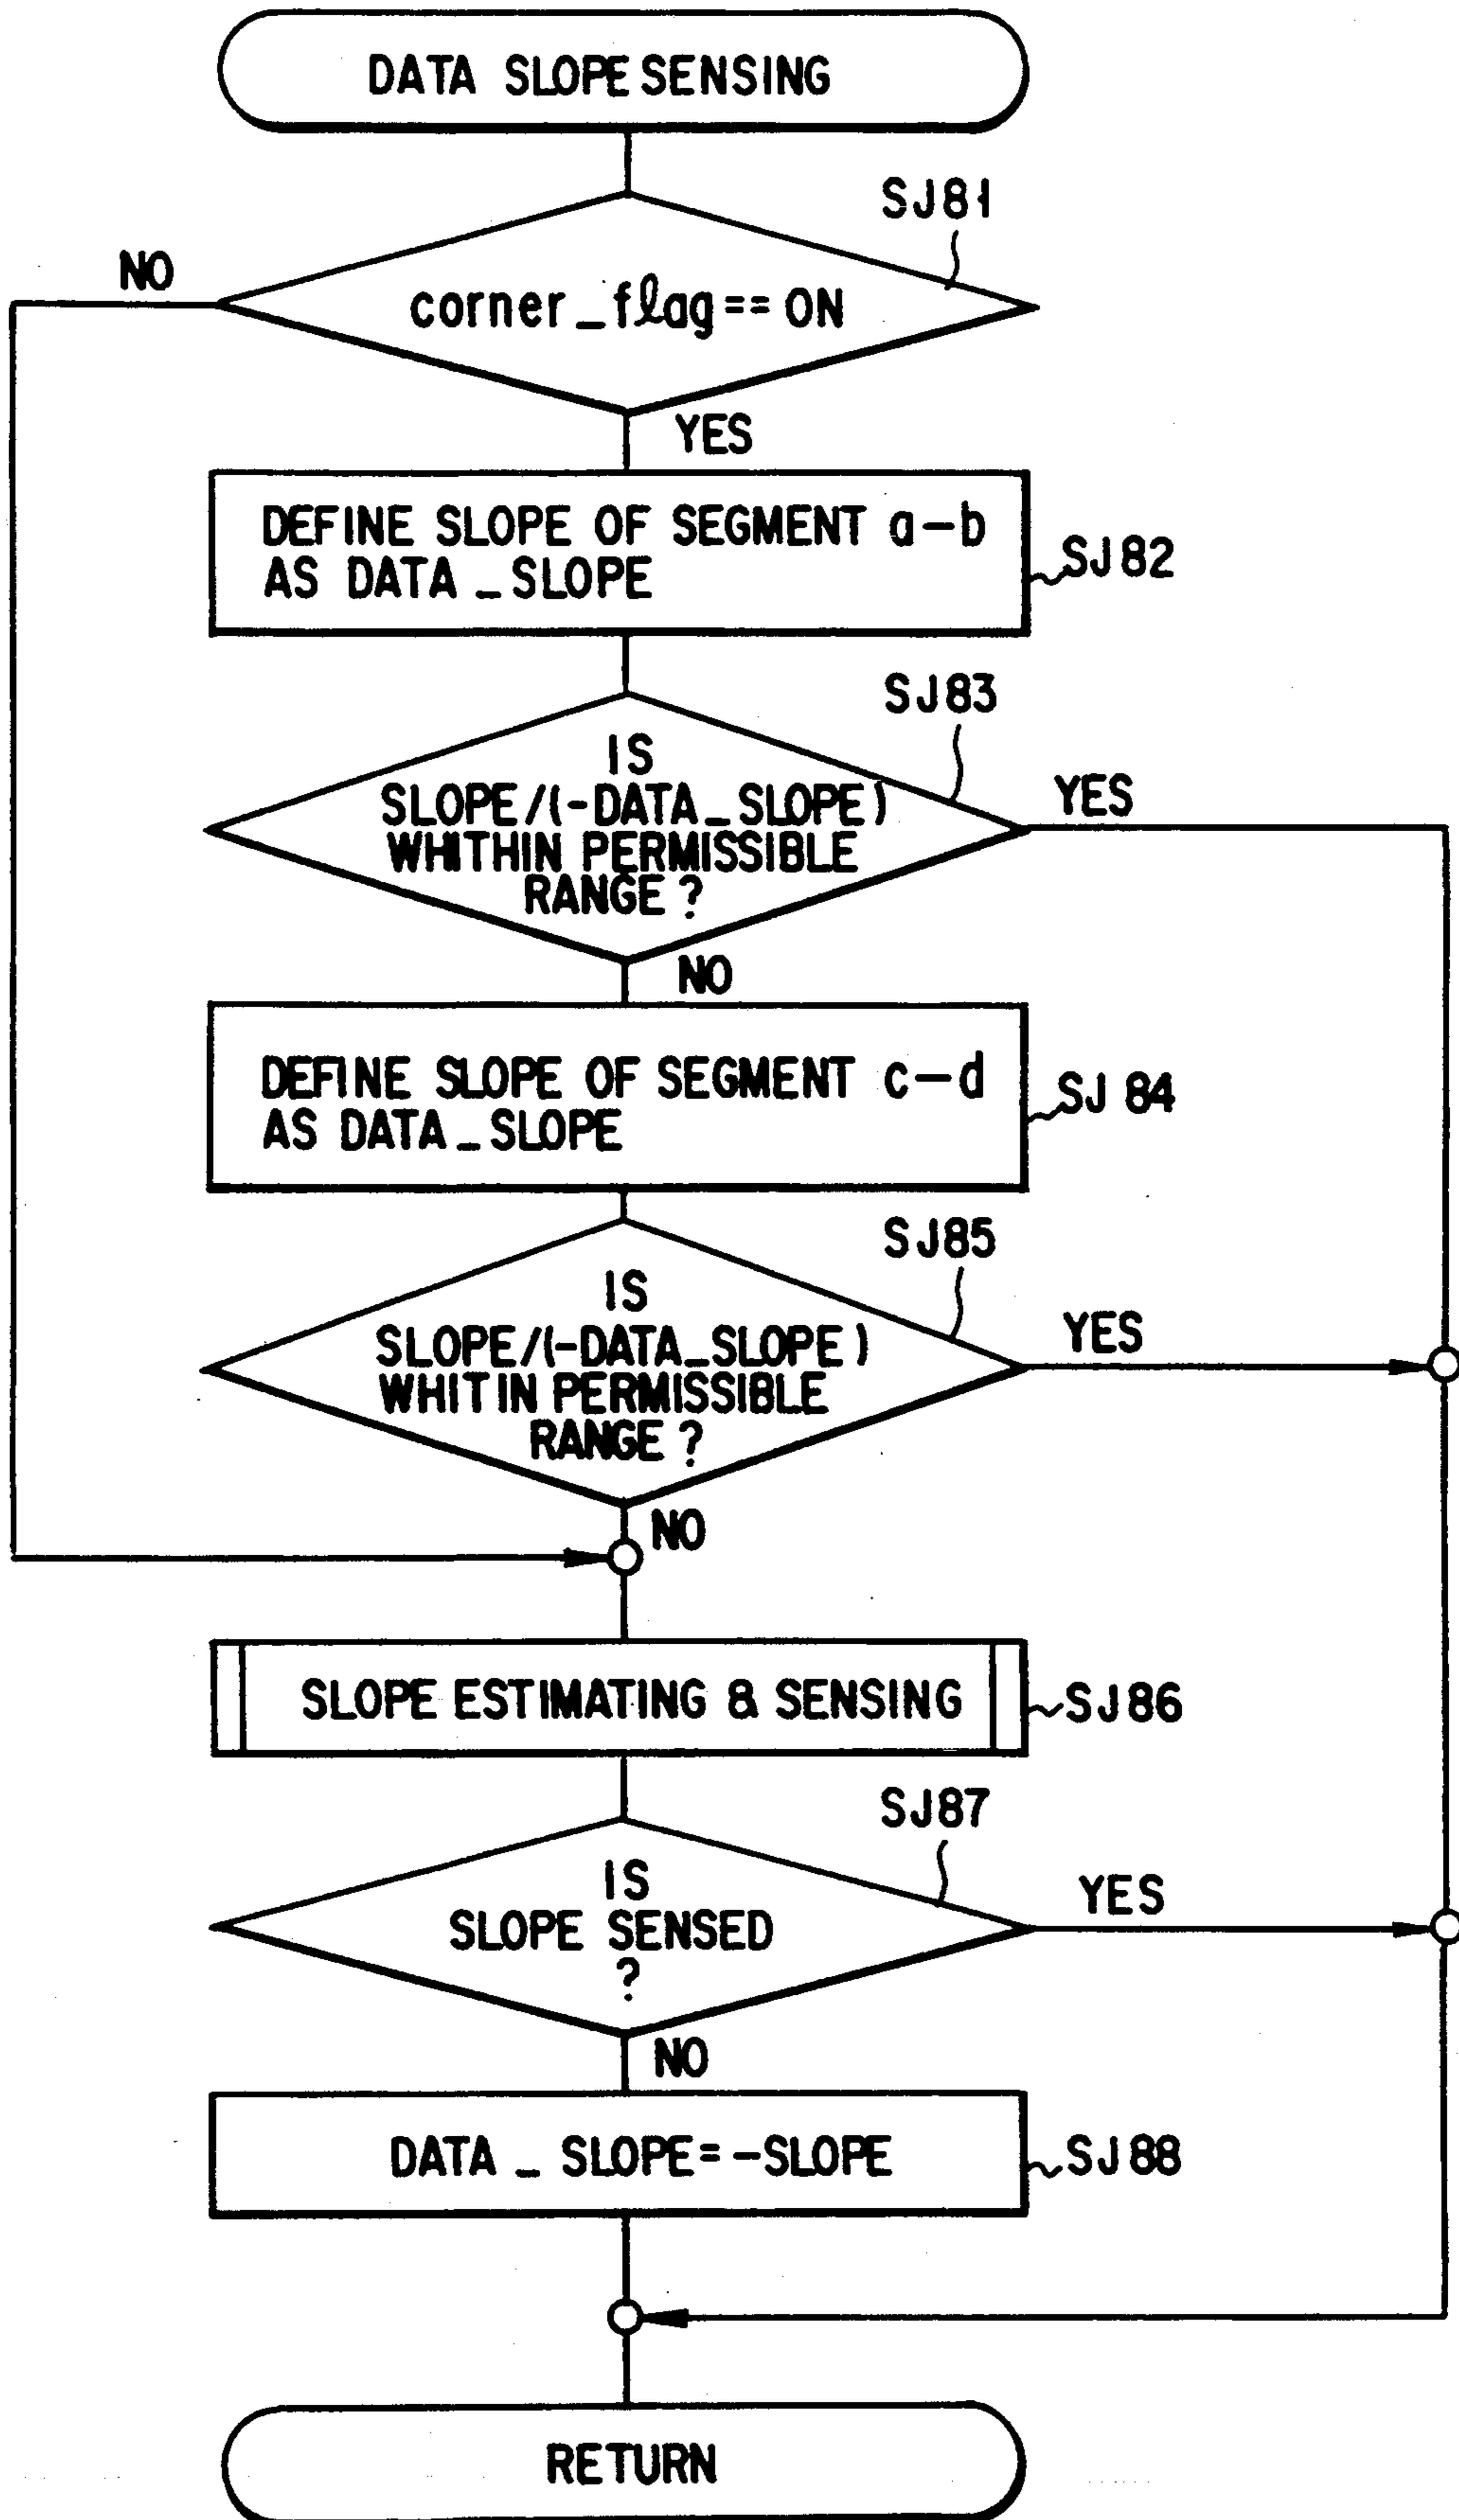 DATA SLOPE SENSING
SJ81
NO
corner_flag == ON
YES
DEFINE SLOPE OF SEGMENT a-b
AS DATA_SLOPE
SJ82
SJ83
IS
SLOPE/(-DATA_SLOPE)
WHITHIN PERMISSIBLE
RANGE ?
YES
NO
DEFINE SLOPE OF SEGMENT c-d
AS DATA_SLOPE
SJ84
SJ85
IS
SLOPE/(-DATA_SLOPE)
WHITIN PERMISSIBLE
RANGE ?
YES
NO
SLOPE ESTIMATING & SENSING
SJ86
SJ87
IS
SLOPE SENSED
?
YES
NO
DATA_SLOPE=-SLOPE
SJ88
RETURN